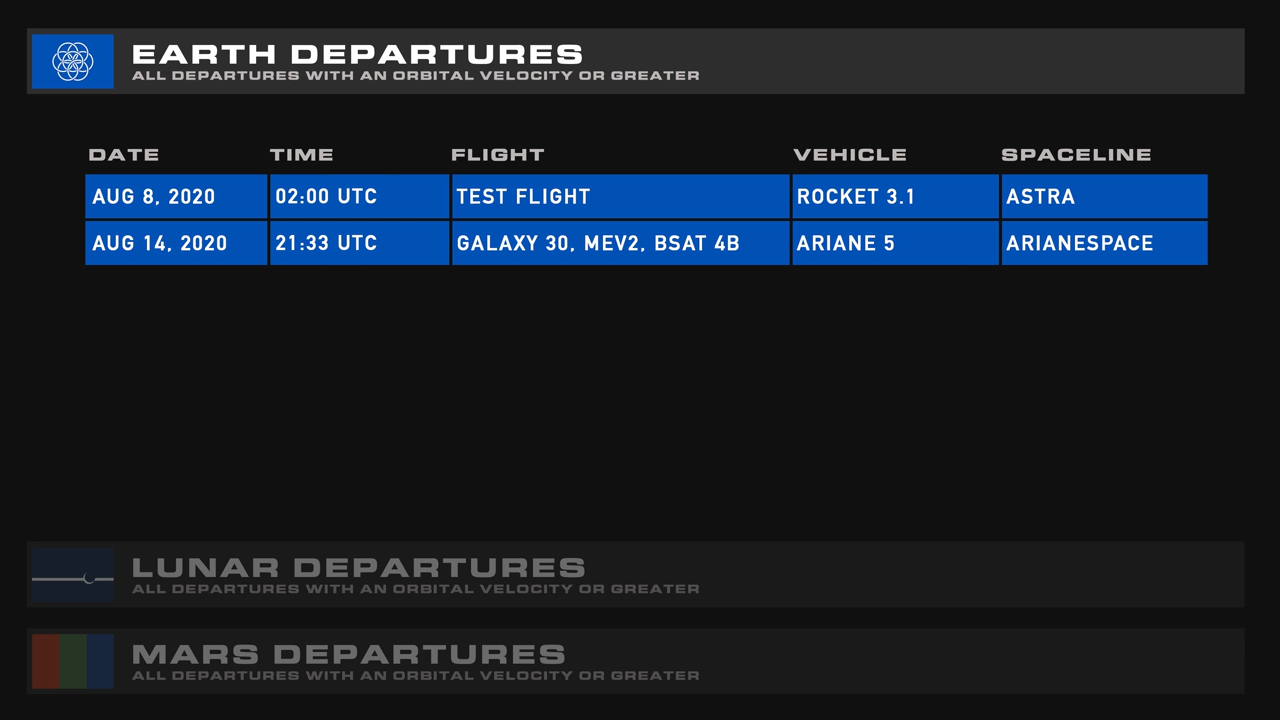 EARTH DEPARTURES
ALL DEPARTURES WITH AN ORBITAL VELOCITY OR GREATER
DATE TIME FLIGHT VEHICLE SPACELINE
AUG 8, 2020 02:00 UTC TEST FLIGHT ROCKET 3.1 ASTRA
AUG 14, 2020 21:33 UTC GALAXY 30, MEV2, BSAT 4B ARIANE 5 ARIANESPACE
LUNAR DEPARTURES
ALL DEPARTURES WITH AN ORBITAL VELOCITY OR GREATER
MARS DEPARTURES
ALL DEPARTURES WITH AN ORBITAL VELOCITY OR GREATER